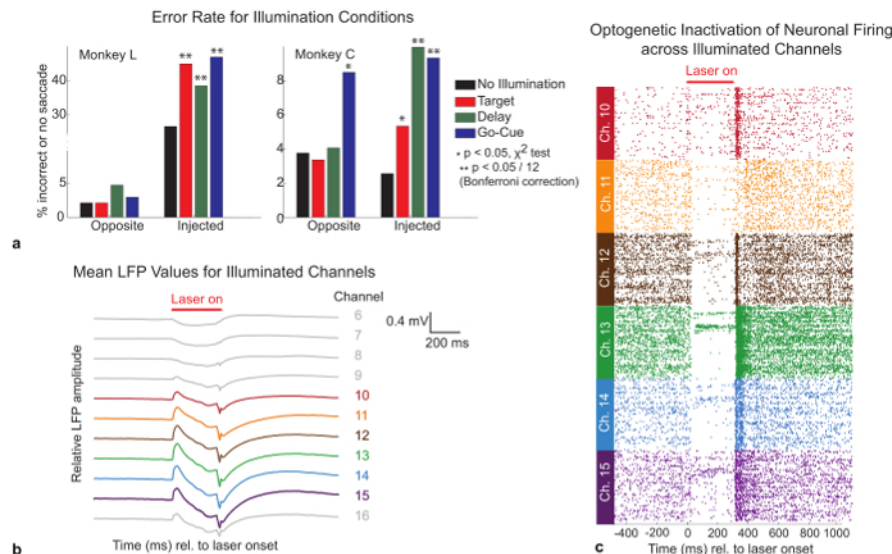 Error Rate for Illumination Conditions
% incorrect or no saccade
40
30
5
0
Monkey L
**
**
**
Opposite
Injected
8
6
4
2
0
Monkey C
*
*
**
**
Opposite
Injected
No Illumination
Target
Delay
Go-Cue
* p < 0.05, χ² test
** p < 0.05 / 12
(Bonferroni correction)
a
Mean LFP Values for Illuminated Channels
Laser on
Channel
Relative LFP amplitude
6
7
8
9
10
11
12
13
14
15
16
0.4 mV
200 ms
Time (ms) rel. to laser onset
b
Optogenetic Inactivation of Neuronal Firing
across Illuminated Channels
Laser on
Ch. 10
Ch. 11
Ch. 12
Ch. 13
Ch. 14
Ch. 15
-400 -200 0 200 400 600 800 1000
Time (ms) rel. to laser onset
c